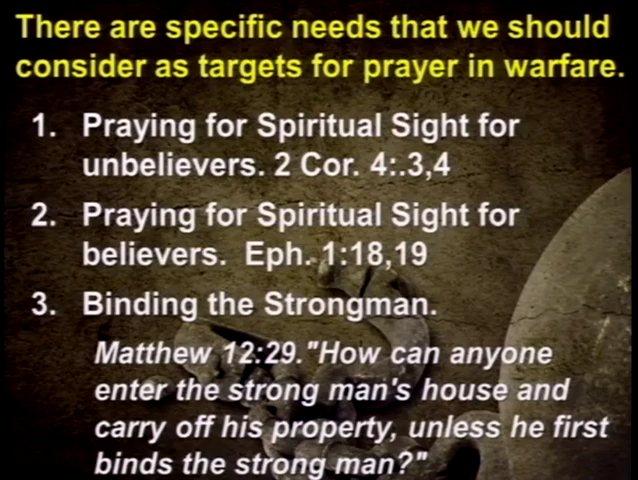 There are specific needs that we should
consider as targets for prayer in warfare.
1. Praying for Spiritual Sight for
unbelievers. 2 Cor. 4:.3,4
2. Praying for Spiritual Sight for
believers. Eph. 1:18,19
3. Binding the Strongman.
Matthew 12:29."How can anyone
enter the strong man's house and
carry off his property, unless he first
binds the strong man?"